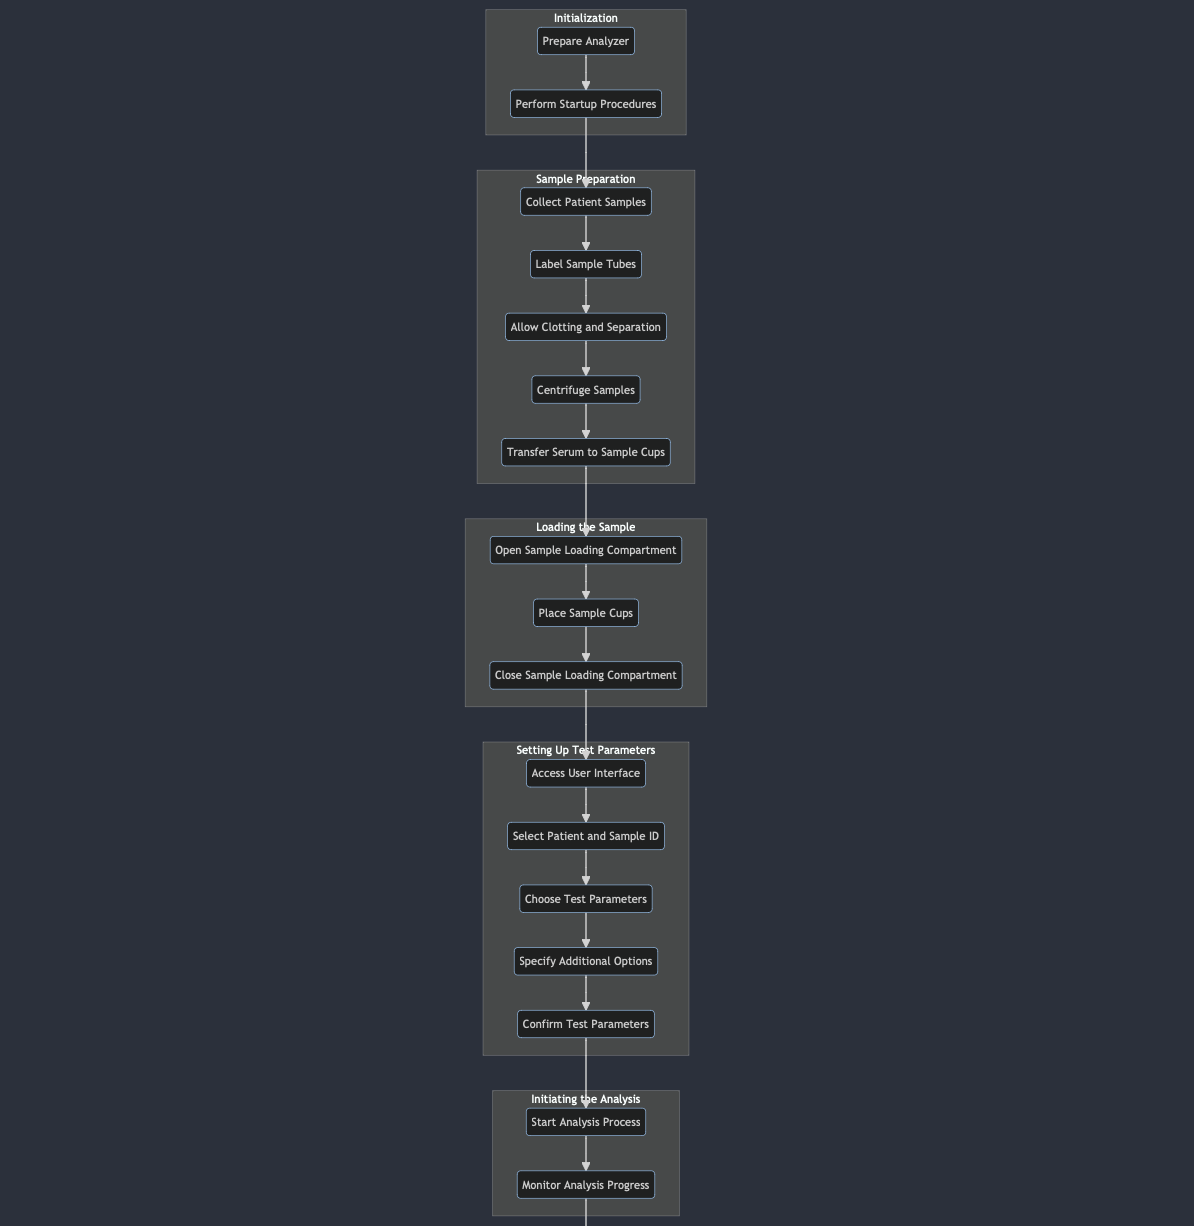 Initialization
Prepare Analyzer
Perform Startup Procedures
Sample Preparation
Collect Patient Samples
Label Sample Tubes
Allow Clotting and Separation
Centrifuge Samples
Transfer Serum to Sample Cups
Loading the Sample
Open Sample Loading Compartment
Place Sample Cups
Close Sample Loading Compartment
Setting Up Test Parameters
Access User Interface
Select Patient and Sample ID
Choose Test Parameters
Specify Additional Options
Confirm Test Parameters
Initiating the Analysis
Start Analysis Process
Monitor Analysis Progress